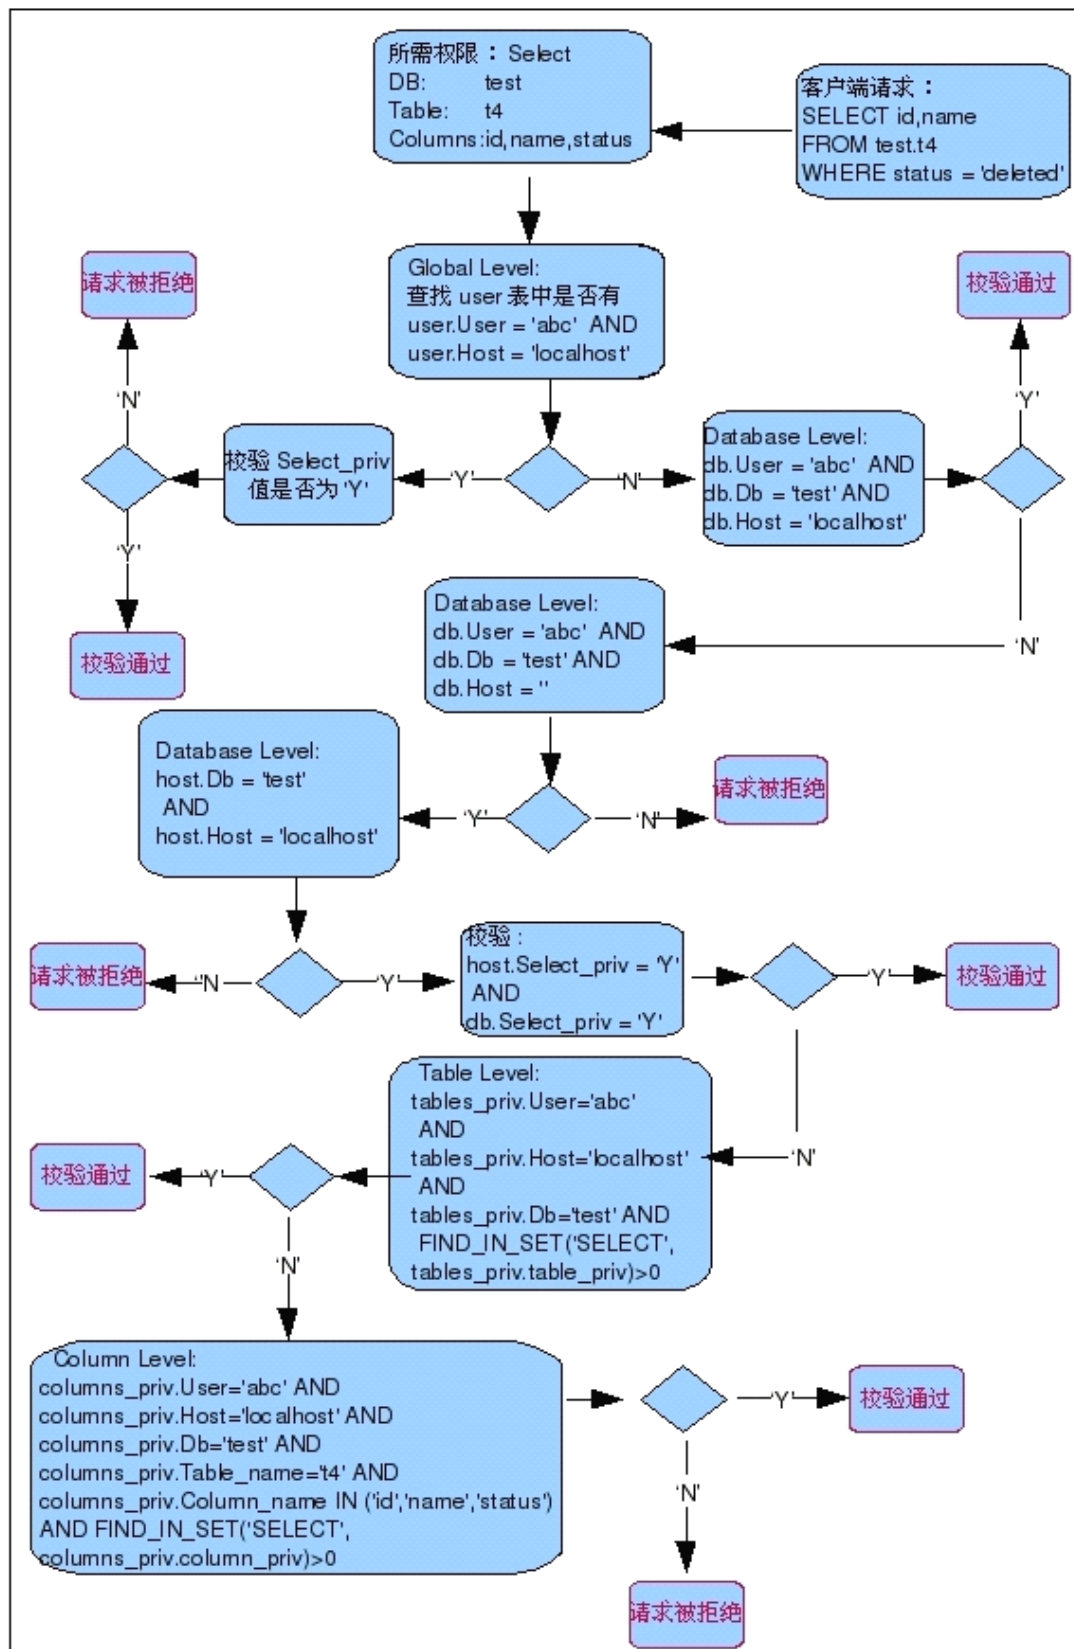 所需权限 ： Select
DB: test
Table: t4
Columns:id,name,status
客户端请求 ：
SELECT id,name
FROM test.t4
WHERE status = 'deleted'
Global Level:
查找 user 表中是否有
user.User = 'abc' AND
user.Host = 'localhost'
请求被拒绝
校验通过
'N'
'Y'
校验 Select_priv
值是否为 'Y'
'Y'
'N'
Database Level:
db.User = 'abc' AND
db.Db = 'test' AND
db.Host = 'localhost'
'Y'
校验通过
Database Level:
db.User = 'abc' AND
db.Db = 'test' AND
db.Host = ''
'N'
Database Level:
host.Db = 'test'
AND
host.Host = 'localhost'
'Y'
'N'
请求被拒绝
请求被拒绝
''N
'Y'
校验 :
host.Select_priv = 'Y'
AND
db.Select_priv = 'Y'
'Y'
校验通过
Table Level:
tables_priv.User='abc'
AND
tables_priv.Host='localhost'
AND
tables_priv.Db='test' AND
FIND_IN_SET('SELECT',
tables_priv.table_priv)>0
'N'
校验通过
'Y'
'N'
Column Level:
columns_priv.User='abc' AND
columns_priv.Host='localhost' AND
columns_priv.Db='test' AND
columns_priv.Table_name='t4' AND
columns_priv.Column_name IN ('id','name','status')
AND FIND_IN_SET('SELECT',
columns_priv.column_priv)>0
'Y'
校验通过
'N'
请求被拒绝